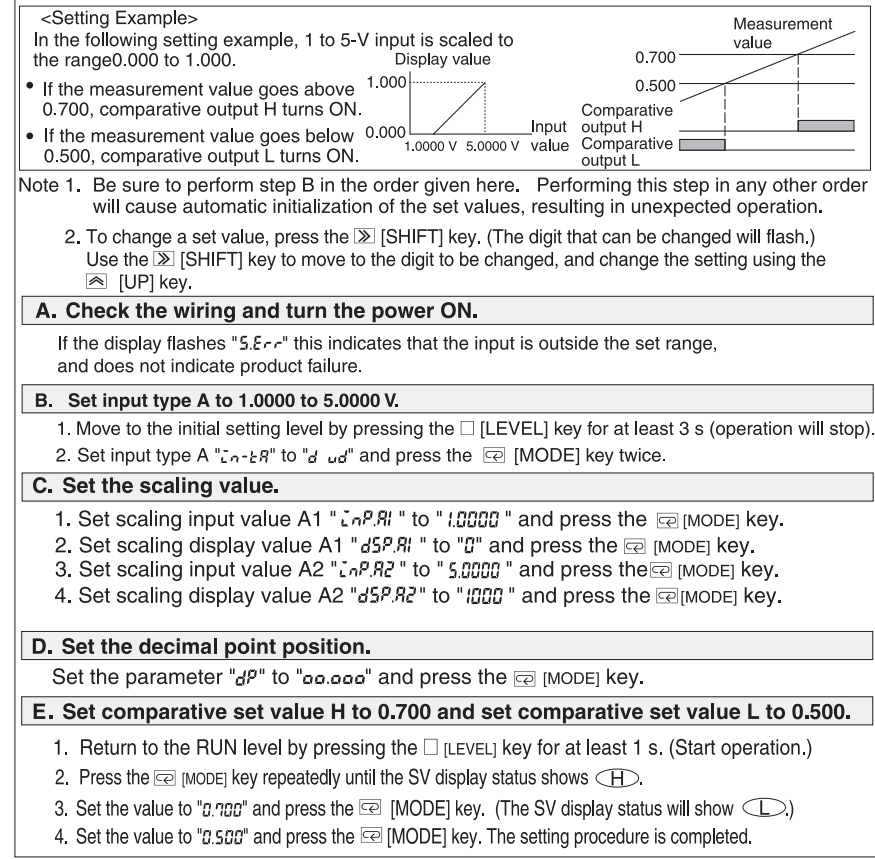 <Setting Example>
In the following setting example, 1 to 5-V input is scaled to
the range0.000 to 1.000.
• If the measurement value goes above
0.700, comparative output H turns ON.
• If the measurement value goes below
0.500, comparative output L turns ON.
Display value
1.000
0.000
1.0000 V 5.0000 V
Input
value
Measurement
value
0.700
0.500
Comparative
output H
Comparative
output L
Note 1. Be sure to perform step B in the order given here. Performing this step in any other order
will cause automatic initialization of the set values, resulting in unexpected operation.
2. To change a set value, press the [SHIFT] key. (The digit that can be changed will flash.)
Use the [SHIFT] key to move to the digit to be changed, and change the setting using the
[UP] key.
A. Check the wiring and turn the power ON.
If the display flashes "S.Err" this indicates that the input is outside the set range,
and does not indicate product failure.
B. Set input type A to 1.0000 to 5.0000 V.
1. Move to the initial setting level by pressing the □ [LEVEL] key for at least 3 s (operation will stop).
2. Set input type A "in-tA" to "d ud" and press the [MODE] key twice.
C. Set the scaling value.
1. Set scaling input value A1 "inP.A1 " to "1.0000 " and press the [MODE] key.
2. Set scaling display value A1 "dSP.A1 " to "0" and press the [MODE] key.
3. Set scaling input value A2 "inP.A2 " to "5.0000 " and press the [MODE] key.
4. Set scaling display value A2 "dSP.A2" to "1000 " and press the [MODE] key.
D. Set the decimal point position.
Set the parameter "dP" to "oo.ooo" and press the [MODE] key.
E. Set comparative set value H to 0.700 and set comparative set value L to 0.500.
1. Return to the RUN level by pressing the □ [LEVEL] key for at least 1 s. (Start operation.)
2. Press the [MODE] key repeatedly until the SV display status shows H.
3. Set the value to "0.700" and press the [MODE] key. (The SV display status will show L.)
4. Set the value to "0.500" and press the [MODE] key. The setting procedure is completed.